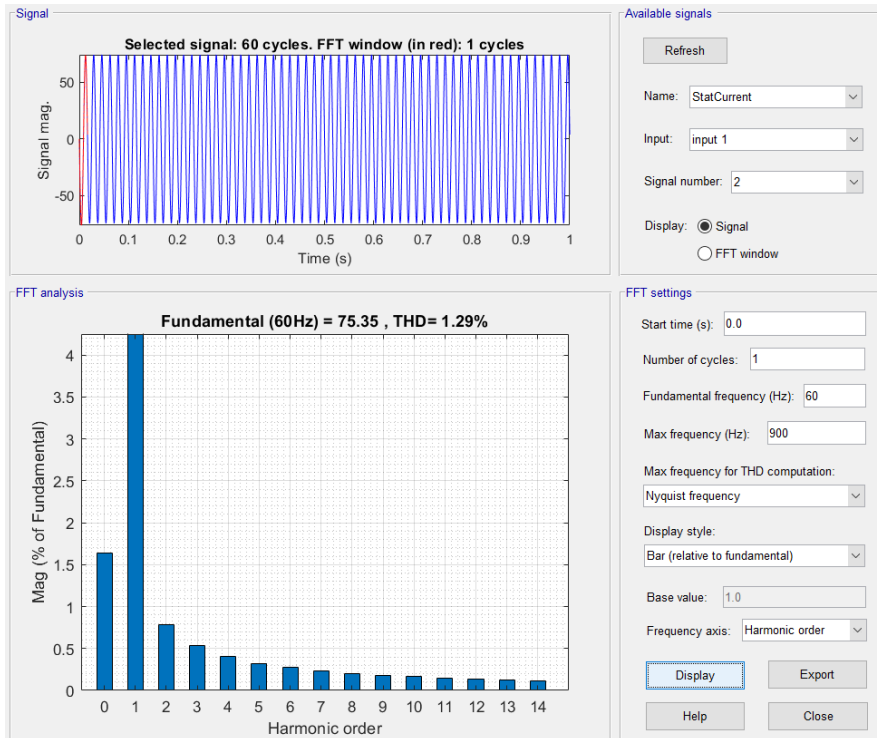 Signal
Selected signal: 60 cycles. FFT window (in red): 1 cycles
50
0
-50
Signal mag.
0 0.1 0.2 0.3 0.4 0.5 0.6 0.7 0.8 0.9 1
Time (s)
Available signals
Refresh
Name: StatCurrent
Input: input 1
Signal number: 2
Display: Signal
FFT window
FFT analysis
Fundamental (60Hz) = 75.35 , THD= 1.29%
4
3.5
3
2.5
2
1.5
1
0.5
0
Mag (% of Fundamental)
0 1 2 3 4 5 6 7 8 9 10 11 12 13 14
Harmonic order
FFT settings
Start time (s): 0.0
Number of cycles: 1
Fundamental frequency (Hz): 60
Max frequency (Hz): 900
Max frequency for THD computation:
Nyquist frequency
Display style:
Bar (relative to fundamental)
Base value: 1.0
Frequency axis: Harmonic order
Display Export
Help Close